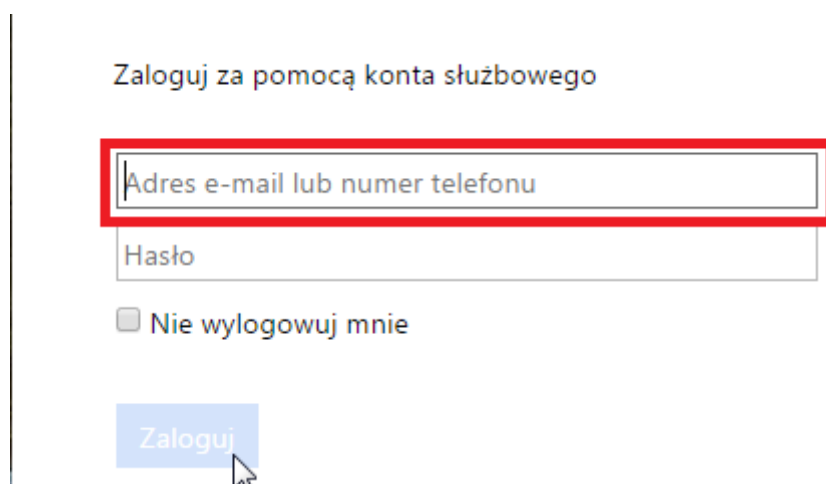 Zaloguj za pomocą konta służbowego
Adres e-mail lub numer telefonu
Hasło
Nie wylogowuj mnie
Zaloguj